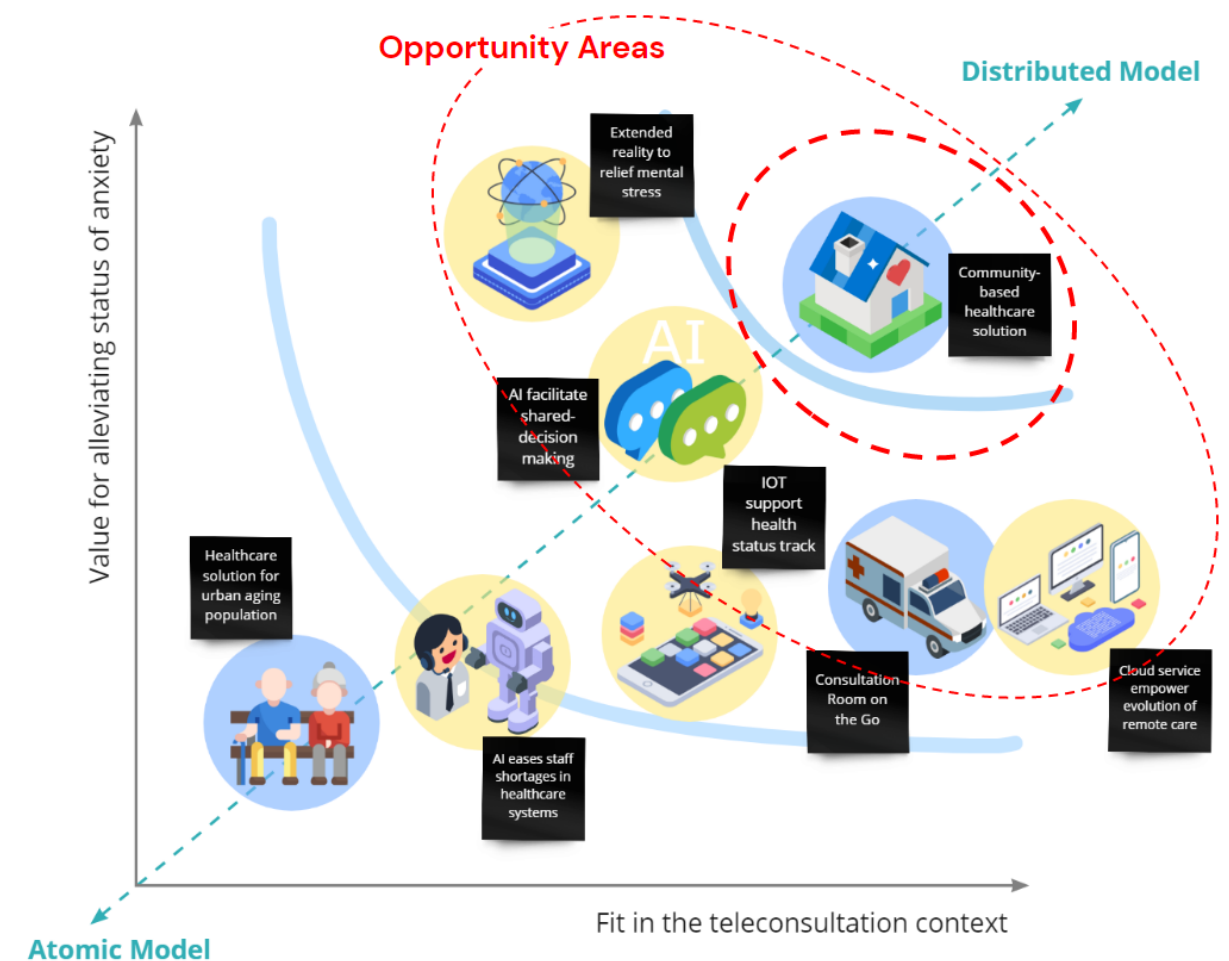 Opportunity Areas
Distributed Model
Value for alleviating status of anxiety
Extended
reality to
relief mental
stress
Community-
based
healthcare
solution
AI
AI facilitate
shared-
decision
making
IOT
support
health
status track
Healthcare
solution for
urban aging
population
Consultation
Room on
the Go
Cloud service
empower
evolution of
remote care
AI eases staff
shortages in
healthcare
systems
Fit in the teleconsultation context
Atomic Model